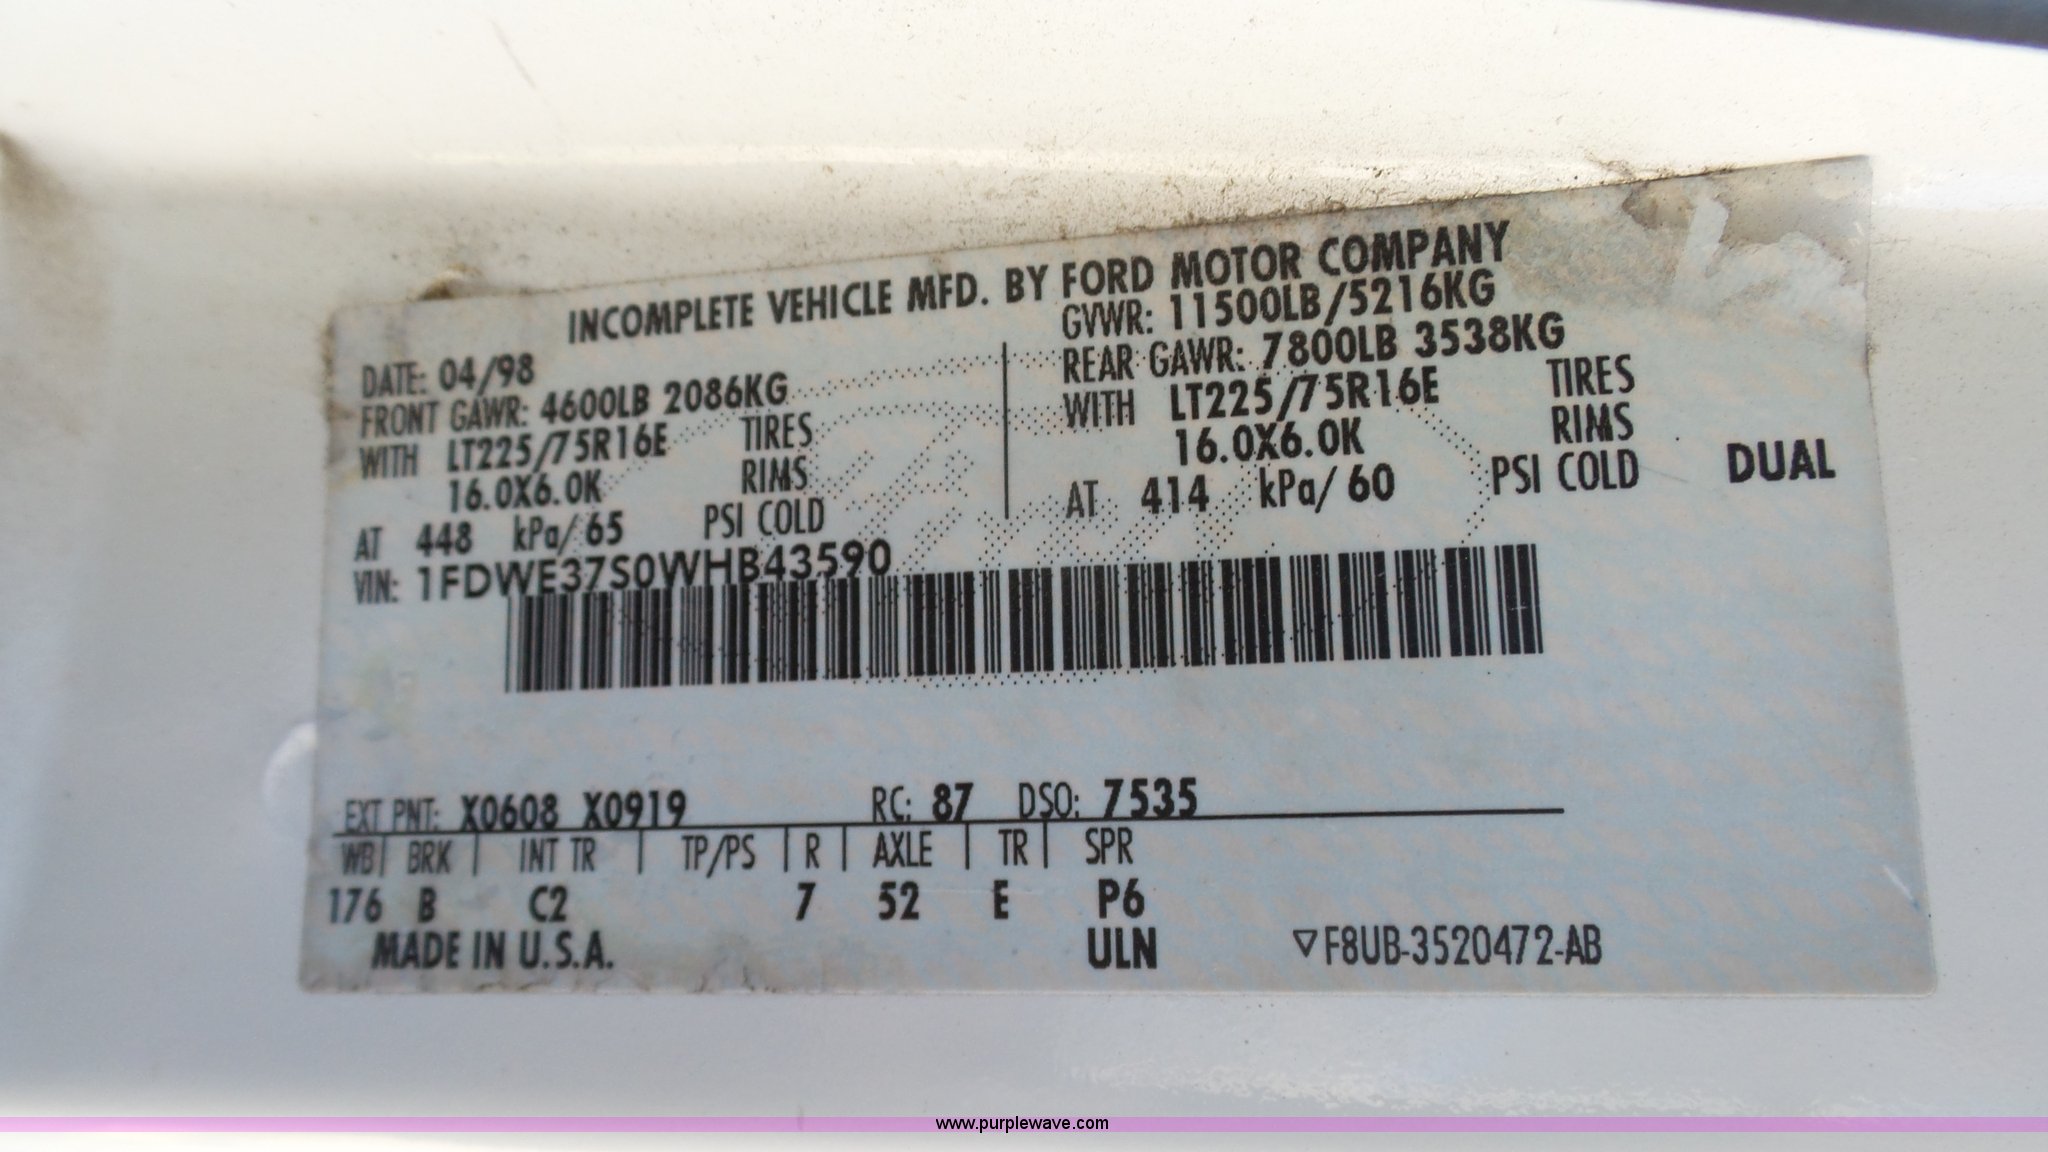 INCOMPLETE VEHICLE MFD. BY FORD MOTOR COMPANY
DATE: 04/98
FRONT GAWR: 4600LB 2086KG
WITH LT225/75R16E TIRES
16.0X6.0K RIMS
AT 448 kPa/ 65 PSI COLD
GVWR: 11500LB/5216KG
REAR GAWR: 7800LB 3538KG
WITH LT225/75R16E TIRES
16.0X6.0K RIMS
AT 414 kPa/ 60 PSI COLD DUAL
VIN: 1FDWE37S0WHB43590
EXT PNT: X0608 X0919 RC: 87 DSO: 7535
WB| BRK | INT TR | TP/PS | R | AXLE | TR | SPR
176 B C2 7 52 E P6
MADE IN U.S.A. ULN ▽F8UB-3520472-AB
www.purplewave.com